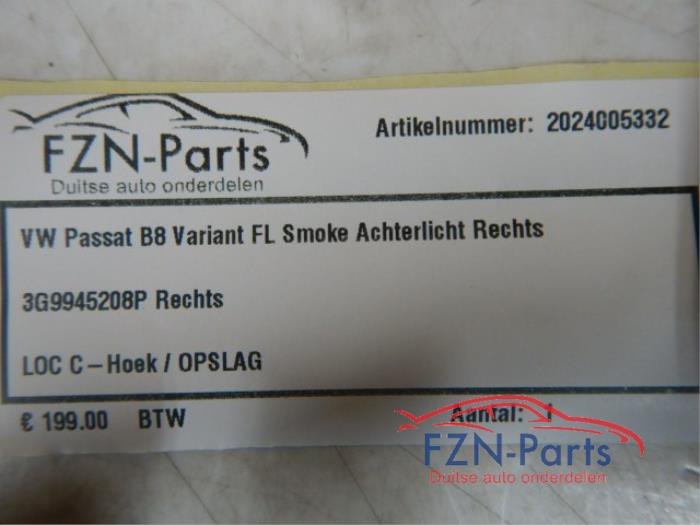 FZN-Parts
Duitse auto onderdelen
Artikelnummer: 2024005332
VW Passat B8 Variant FL Smoke Achterlicht Rechts
3G9945208P Rechts
LOC C-Hoek / OPSLAG
€ 199.00 BTW
Aantal: 1
FZN-Parts
Duitse auto onderdelen